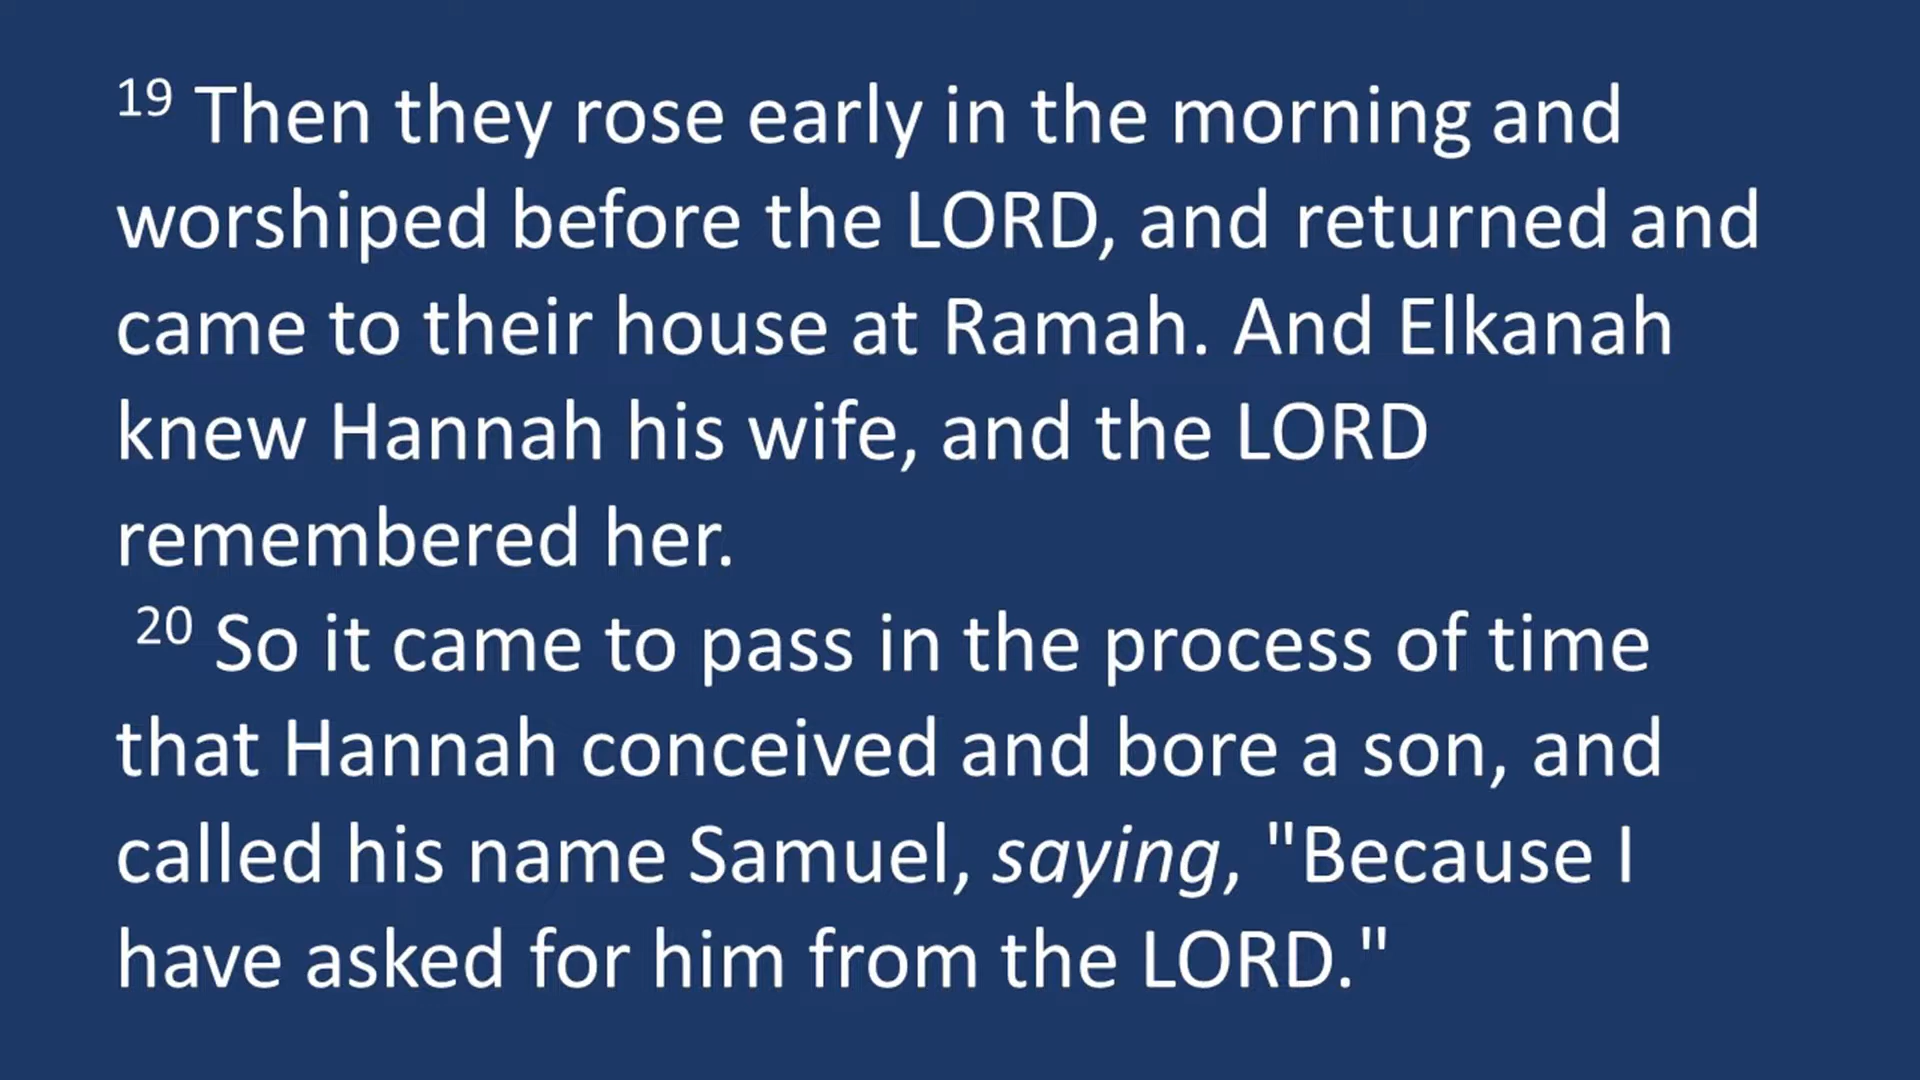 19 Then they rose early in the morning and
worshiped before the LORD, and returned and
came to their house at Ramah. And Elkanah
knew Hannah his wife, and the LORD
remembered her.
20 So it came to pass in the process of time
that Hannah conceived and bore a son, and
called his name Samuel, saying, "Because I
have asked for him from the LORD."